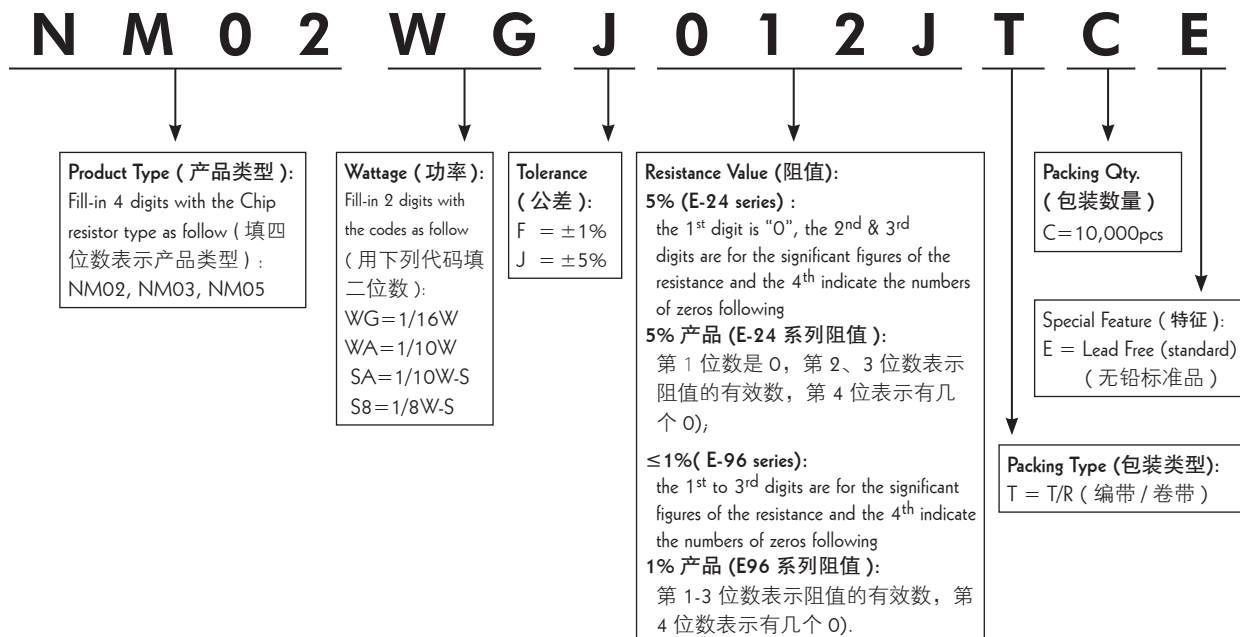 NM02 WG J 012J T C E
Product Type ( 产品类型 ):
Fill-in 4 digits with the Chip
resistor type as follow ( 填四
位数表示产品类型 ) :
NM02, NM03, NM05
Wattage ( 功率 ):
Fill-in 2 digits with
the codes as follow
( 用下列代码填
二位数 ):
WG=1/16W
WA=1/10W
SA=1/10W-S
S8=1/8W-S
Tolerance
( 公差 ):
F = ±1%
J = ±5%
Resistance Value (阻值):
5% (E-24 series) :
the 1st digit is “0”, the 2nd & 3rd
digits are for the significant figures of the
resistance and the 4th indicate the numbers
of zeros following
5% 产品 (E-24 系列阻值 ):
第 1 位数是 0，第 2、3 位数表示
阻值的有效数，第 4 位表示有几
个 0);
≤1%( E-96 series):
the 1st to 3rd digits are for the significant
figures of the resistance and the 4th indicate
the numbers of zeros following
1% 产品 (E96 系列阻值 ):
第 1-3 位数表示阻值的有效数，第
4 位数表示有几个 0).
Packing Qty.
( 包装数量 )
C=10,000pcs
Special Feature ( 特征 ):
E = Lead Free (standard)
( 无铅标准品 )
Packing Type (包装类型):
T = T/R ( 编带 / 卷带 )